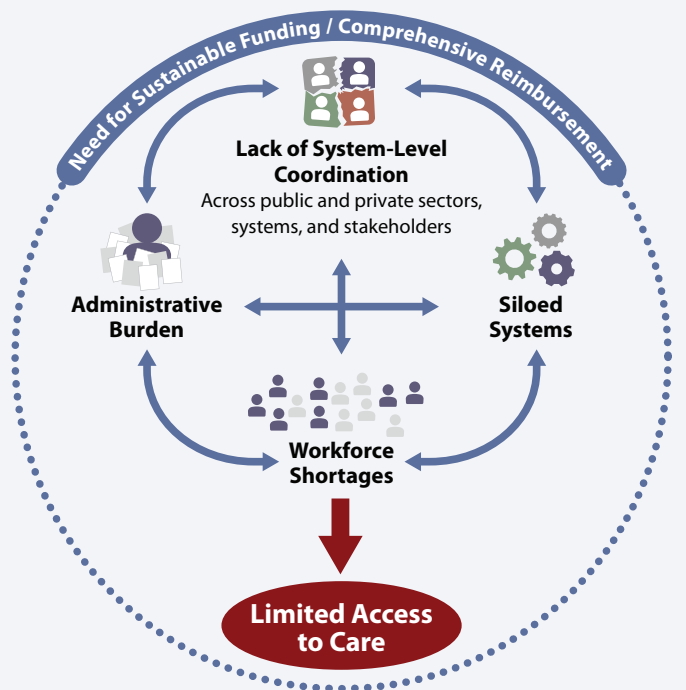 Need for Sustainable Funding / Comprehensive Reimbursement
Lack of System-Level
Coordination
Across public and private sectors,
systems, and stakeholders
Administrative
Burden
Siloed
Systems
Workforce
Shortages
Limited Access
to Care